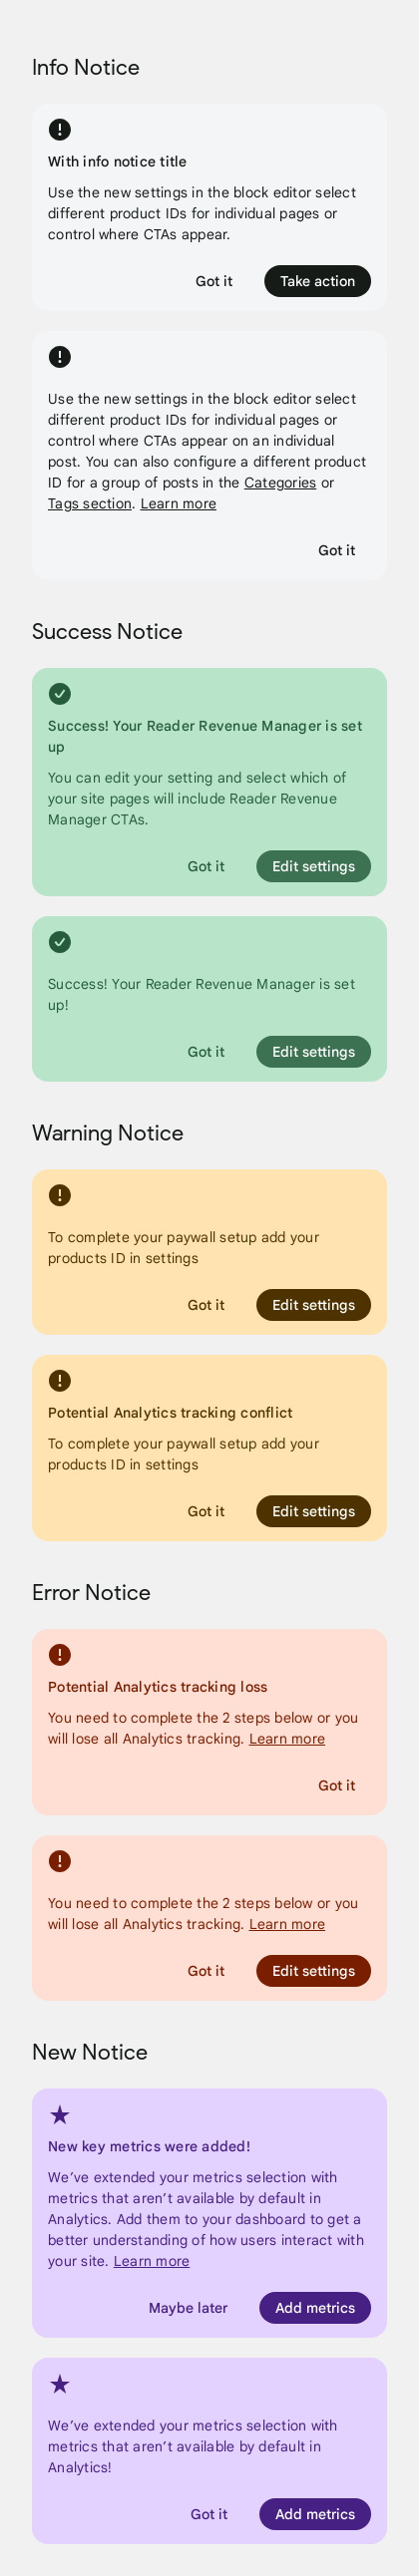 Info Notice
With info notice title
Use the new settings in the block editor select
different product IDs for individual pages or
control where CTAs appear.
Got it Take action
Use the new settings in the block editor select
different product IDs for individual pages or
control where CTAs appear on an individual
post. You can also configure a different product
ID for a group of posts in the Categories or
Tags section. Learn more
Got it
Success Notice
Success! Your Reader Revenue Manager is set
up
You can edit your setting and select which of
your site pages will include Reader Revenue
Manager CTAs.
Got it Edit settings
Success! Your Reader Revenue Manager is set
up!
Got it Edit settings
Warning Notice
To complete your paywall setup add your
products ID in settings
Got it Edit settings
Potential Analytics tracking conflict
To complete your paywall setup add your
products ID in settings
Got it Edit settings
Error Notice
Potential Analytics tracking loss
You need to complete the 2 steps below or you
will lose all Analytics tracking. Learn more
Got it
You need to complete the 2 steps below or you
will lose all Analytics tracking. Learn more
Got it Edit settings
New Notice
New key metrics were added!
We’ve extended your metrics selection with
metrics that aren’t available by default in
Analytics. Add them to your dashboard to get a
better understanding of how users interact with
your site. Learn more
Maybe later Add metrics
We’ve extended your metrics selection with
metrics that aren’t available by default in
Analytics!
Got it Add metrics